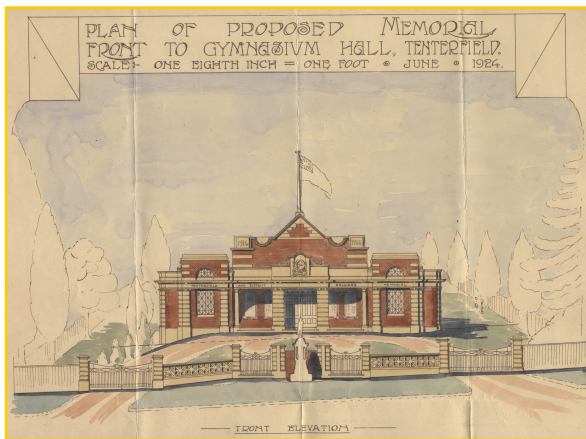 PLAN OF PROPOSED MEMORIAL
FRONT TO GYMNASIUM HALL, TENTERFIELD.
SCALE:- ONE EIGHTH INCH = ONE FOOT • JUNE • 1924.
1914
MEMORIAL
FRONT ELEVATION